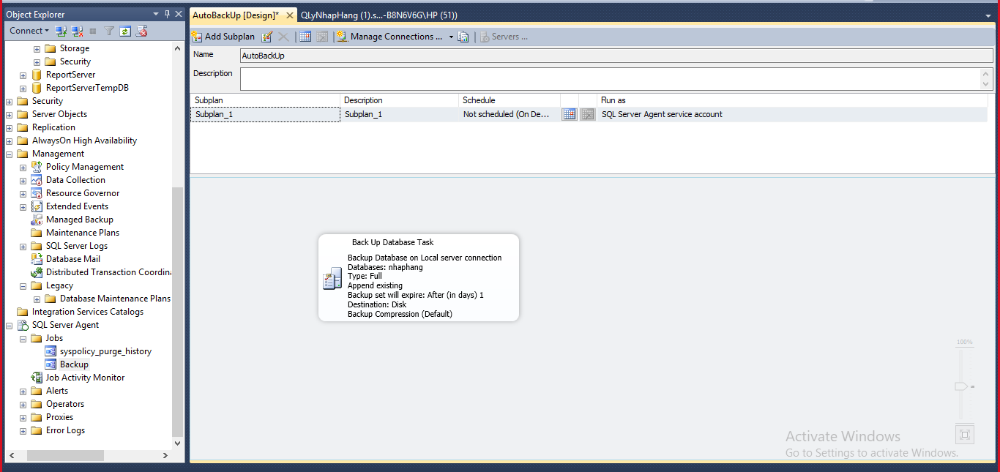 Object Explorer
Connect
Storage
Security
ReportServer
ReportServerTempDB
Security
Server Objects
Replication
AlwaysOn High Availability
Management
Policy Management
Data Collection
Resource Governor
Extended Events
Managed Backup
Maintenance Plans
SQL Server Logs
Database Mail
Distributed Transaction Coordina
Legacy
Database Maintenance Plans
Integration Services Catalogs
SQL Server Agent
Jobs
syspolicy_purge_history
Backup
Job Activity Monitor
Alerts
Operators
Proxies
Error Logs
AutoBackUp [Design]* QLyNhapHang (1).s...-B8N6V6G\HP (51))
Add Subplan Manage Connections ... Servers ...
Name AutoBackUp
Description
Subplan Description Schedule Run as
Subplan_1 Subplan_1 Not scheduled (On De... SQL Server Agent service account
Back Up Database Task
Backup Database on Local server connection
Databases: nhaphang
Type: Full
Append existing
Backup set will expire: After (in days) 1
Destination: Disk
Backup Compression (Default)
100%
Activate Windows
Go to Settings to activate Windows.